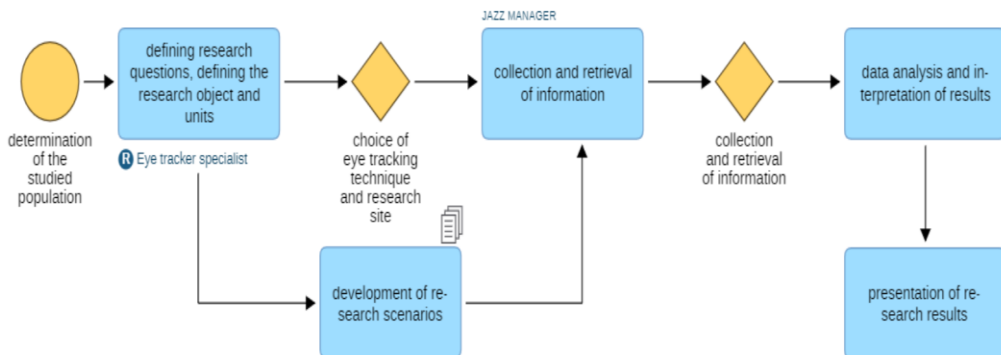 JAZZ MANAGER
defining research
questions, defining the
research object and
units
collection and retrieval
of information
data analysis and in-
terpretation of results
determination
of the
studied
population
R Eye tracker specialist
choice of
eye tracking
technique
and research
site
collection
and retrieval
of information
development of re-
search scenarios
presentation of re-
search results